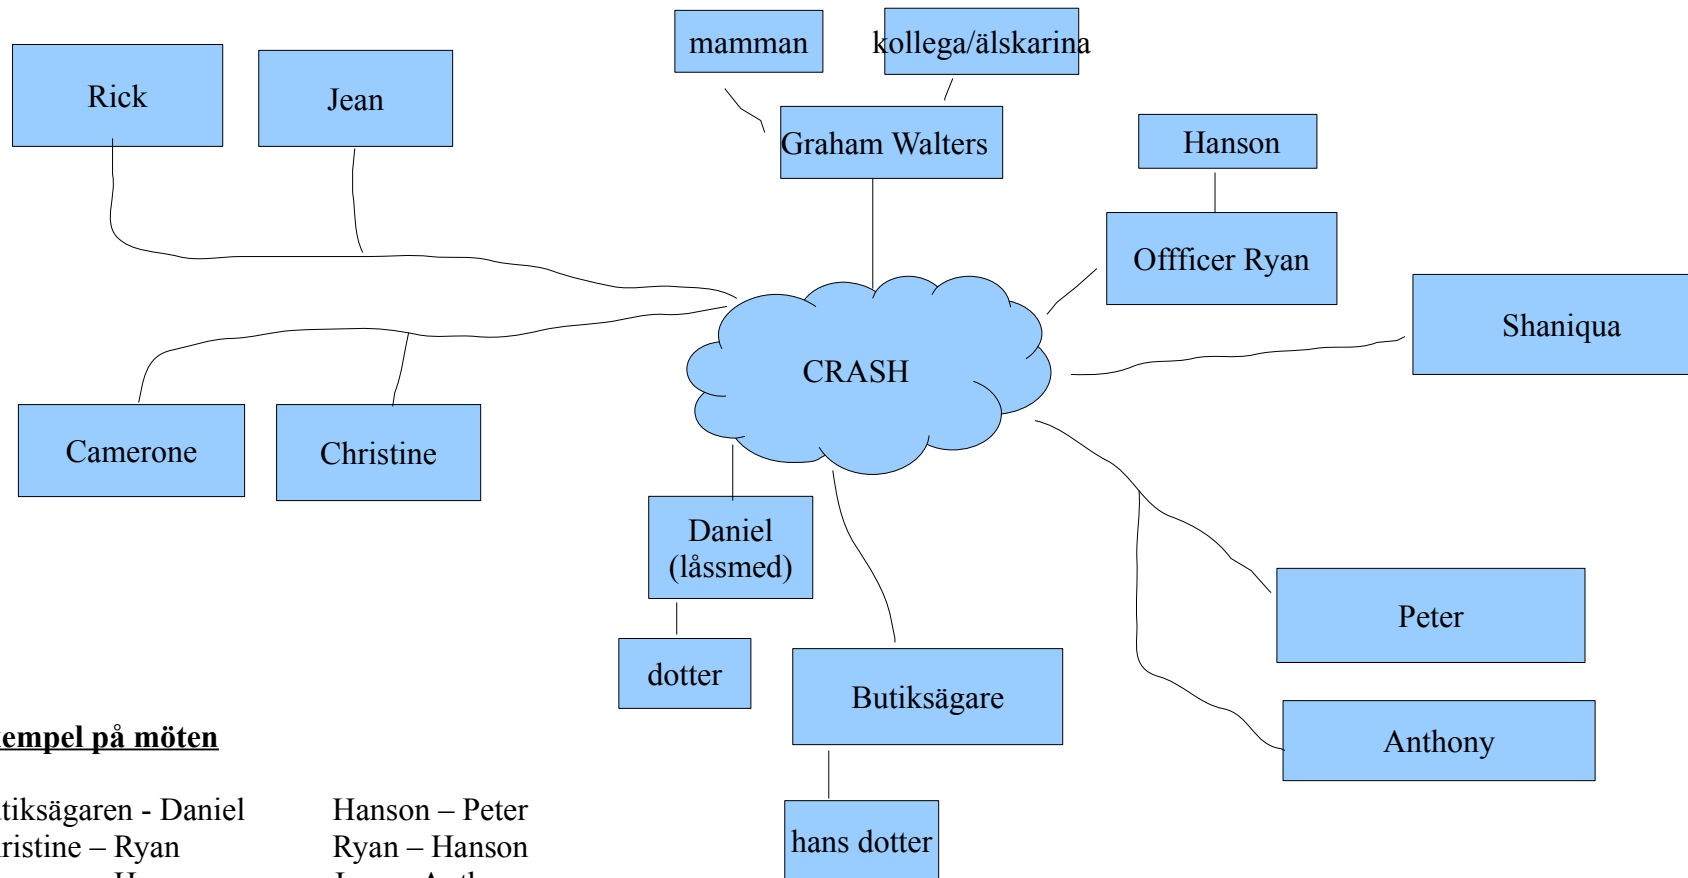 mamman
kollega/älskarina
Rick
Jean
Graham Walters
Hanson
Offficer Ryan
Shaniqua
CRASH
Camerone
Christine
Daniel
(låssmed)
dotter
Butiksägare
Peter
Anthony
hans dotter
empel på möten
tiksägaren - Daniel
Hanson – Peter
ristine – Ryan
Ryan – Hanson